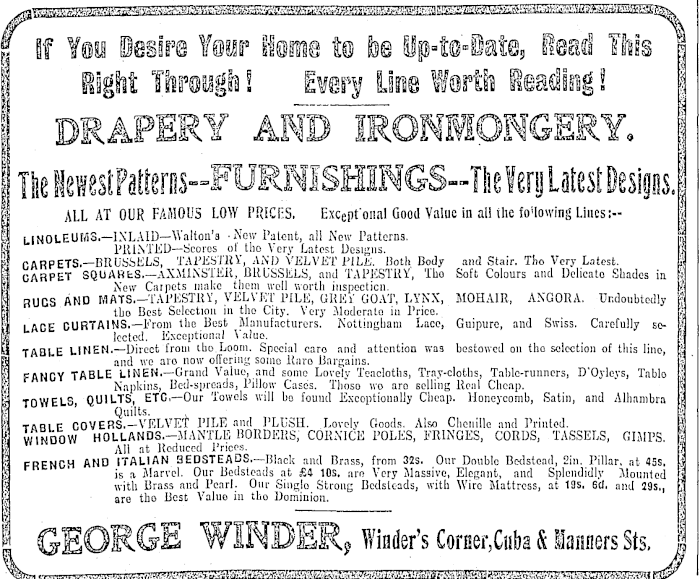 If You Desire Your Home to be Up-to-Date, Read This
Right Through! Every Line Worth Reading!
DRAPERY AND IRONMONGERY.
The Newest Patterns--FURNISHINGS--The Very Latest Designs.
ALL AT OUR FAMOUS LOW PRICES. Exceptional Good Value in all the following Lines:--
LINOLEUMS.—INLAID—Walton's New Patent, all New Patterns.
PRINTED—Scores of the Very Latest Designs.
CARPETS.—BRUSSELS, TAPESTRY, AND VELVET PILE. Both Body and Stair. The Very Latest.
CARPET SQUARES.—AXMINSTER, BRUSSELS, and TAPESTRY, The Soft Colours and Delicate Shades in
New Carpets make them well worth inspection.
RUGS AND MATS.—TAPESTRY, VELVET PILE, GREY GOAT, LYNX, MOHAIR, ANGORA. Undoubtedly
the Best Selection in the City. Very Moderate in Price.
LACE CURTAINS.—From the Best Manufacturers. Nottingham Lace, Guipure, and Swiss. Carefully se-
lected. Exceptional Value.
TABLE LINEN.—Direct from the Loom. Special care and attention was bestowed on the selection of this line,
and we are now offering some Rare Bargains.
FANCY TABLE LINEN.—Grand Value, and some Lovely Teacloths, Tray-cloths, Table-runners, D'Oyleys, Table
Napkins, Bed-spreads, Pillow Cases. Those we are selling Real Cheap.
TOWELS, QUILTS, ETC.—Our Towels will be found Exceptionally Cheap. Honeycomb, Satin, and Alhambra
Quilts.
TABLE COVERS.—VELVET PILE and PLUSH. Lovely Goods. Also Chenille and Printed.
WINDOW HOLLANDS.—MANTLE BORDERS, CORNICE POLES, FRINGES, CORDS, TASSELS, GIMPS.
All at Reduced Prices.
FRENCH AND ITALIAN BEDSTEADS.—Black and Brass, from 32s. Our Double Bedstead, 2in. Pillar, at 45s.
is a Marvel. Our Bedsteads at £4 10s. are Very Massive, Elegant, and Splendidly Mounted
with Brass and Pearl. Our Single Strong Bedsteads, with Wire Mattress, at 19s. 6d. and 29s.,
are the Best Value in the Dominion.
GEORGE WINDER, Winder's Corner, Cuba & Manners Sts.